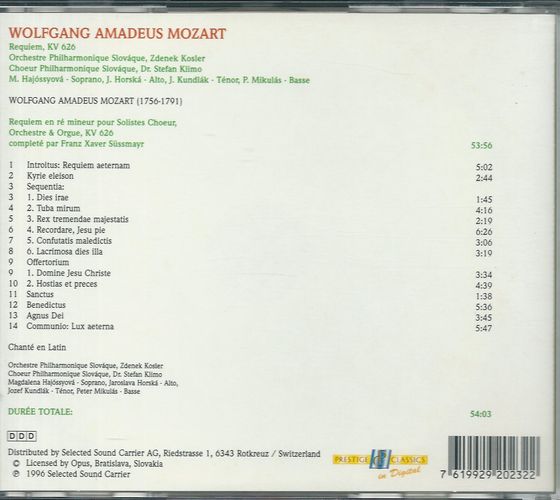 WOLFGANG AMADEUS MOZART
Requiem, KV 626
Orchestre Philharmonique Slováque, Zdenek Kosler
Choeur Philharmonique Slováque, Dr. Stefan Klimo
M. Hajóssyová - Soprano, J. Horská - Alto, J. Kundlák - Ténor, P. Mikulás - Basse
WOLFGANG AMADEUS MOZART (1756-1791)
Requiem en ré mineur pour Solistes Choeur,
Orchestre & Orgue, KV 626
completé par Franz Xaver Süssmayr 53:56
1 Introitus: Requiem aeternam 5:02
2 Kyrie eleison 2:44
3 Sequentia:
3 1. Dies irae 1:45
4 2. Tuba mirum 4:16
5 3. Rex tremendae majestatis 2:19
6 4. Recordare, Jesu pie 6:26
7 5. Confutatis maledictis 3:06
8 6. Lacrimosa dies illa 3:19
9 Offertorium
9 1. Domine Jesu Christe 3:34
10 2. Hostias et preces 4:39
11 Sanctus 1:38
12 Benedictus 5:36
13 Agnus Dei 3:45
14 Communio: Lux aeterna 5:47
Chanté en Latin
Orchestre Philharmonique Slováque, Zdenek Kosler
Choeur Philharmonique Slováque, Dr. Stefan Klimo
Magdalena Hajóssyová - Soprano, Jaroslava Horská - Alto,
Jozef Kundlák - Ténor, Peter Mikulás - Basse
DURÉE TOTALE: 54:03
DDD
Distributed by Selected Sound Carrier AG, Riedstrasse 1, 6343 Rotkreuz / Switzerland
© Licensed by Opus, Bratislava, Slovakia
℗ 1996 Selected Sound Carrier
PRESTIGE CLASSICS
in Digital
7 619929 202322